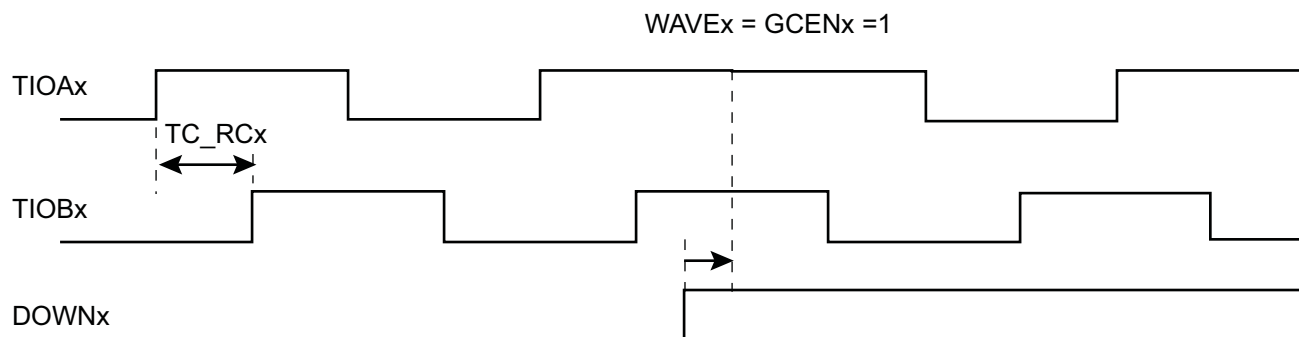 WAVEx = GCENx =1
TIOAx
TC_RCx
TIOBx
DOWNx